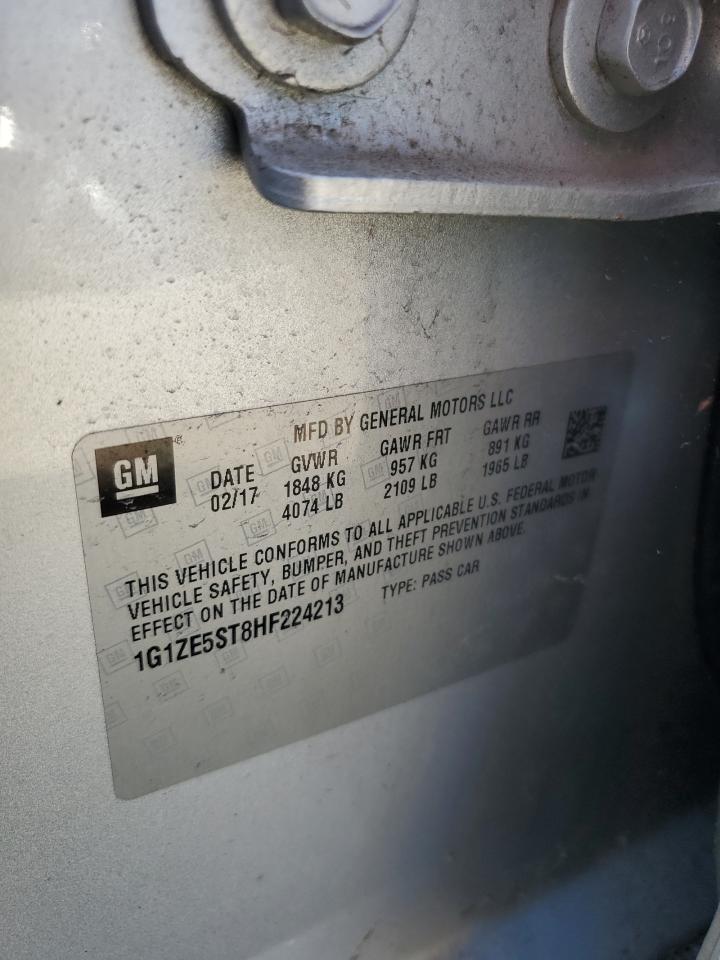 MFD BY GENERAL MOTORS LLC
GM
DATE
02/17
GVWR
1848 KG
4074 LB
GAWR FRT
957 KG
2109 LB
GAWR RR
891 KG
1965 LB
THIS VEHICLE CONFORMS TO ALL APPLICABLE U.S. FEDERAL MOTOR
VEHICLE SAFETY, BUMPER, AND THEFT PREVENTION STANDARDS IN
EFFECT ON THE DATE OF MANUFACTURE SHOWN ABOVE.
1G1ZE5ST8HF224213
TYPE: PASS CAR